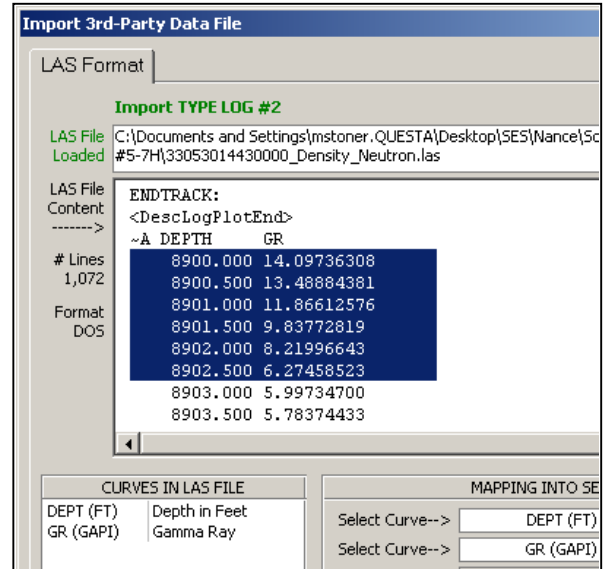 Import 3rd-Party Data File
LAS Format
Import TYPE LOG #2
LAS File Loaded
C:\Documents and Settings\mstoner.QUESTA\Desktop\SES\Nance\Sc
#5-7H\33053014430000_Density_Neutron.las
LAS File
Content
------->
# Lines
1,072
Format
DOS
ENDTRACK:
<DescLogPlotEnd>
~A DEPTH GR
8900.000 14.09736308
8900.500 13.48884381
8901.000 11.86612576
8901.500 9.83772819
8902.000 8.21996643
8902.500 6.27458523
8903.000 5.99734700
8903.500 5.78374433
CURVES IN LAS FILE
DEPT (FT) Depth in Feet
GR (GAPI) Gamma Ray
MAPPING INTO SE
Select Curve--> DEPT (FT)
Select Curve--> GR (GAPI)